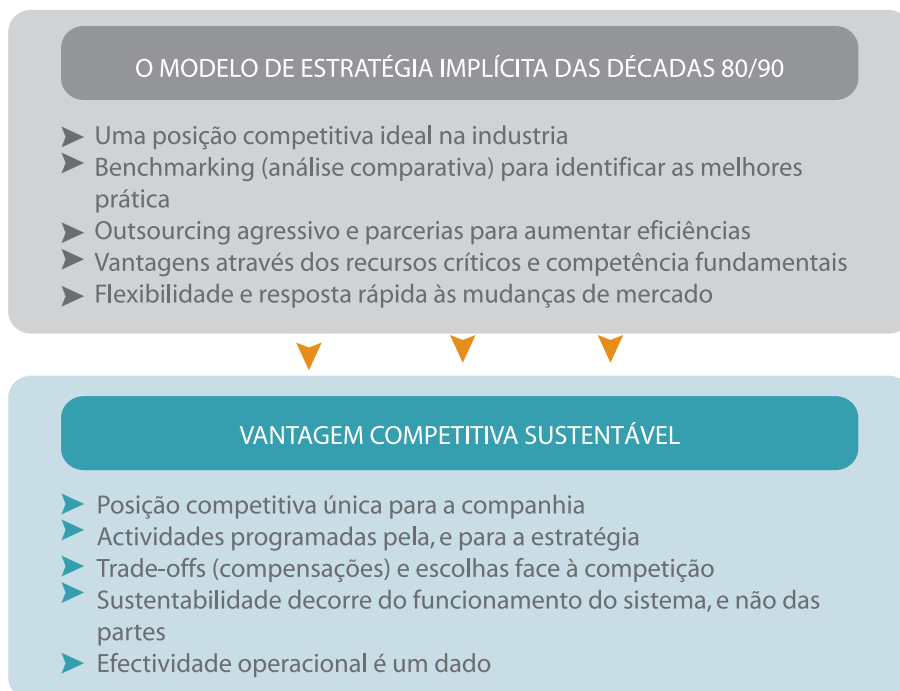 O MODELO DE ESTRATÉGIA IMPLÍCITA DAS DÉCADAS 80/90
Uma posição competitiva ideal na industria
Benchmarking (análise comparativa) para identificar as melhores
prática
Outsourcing agressivo e parcerias para aumentar eficiências
Vantagens através dos recursos críticos e competência fundamentais
Flexibilidade e resposta rápida às mudanças de mercado
VANTAGEM COMPETITIVA SUSTENTÁVEL
Posição competitiva única para a companhia
Actividades programadas pela, e para a estratégia
Trade-offs (compensações) e escolhas face à competição
Sustentabilidade decorre do funcionamento do sistema, e não das
partes
Efectividade operacional é um dado